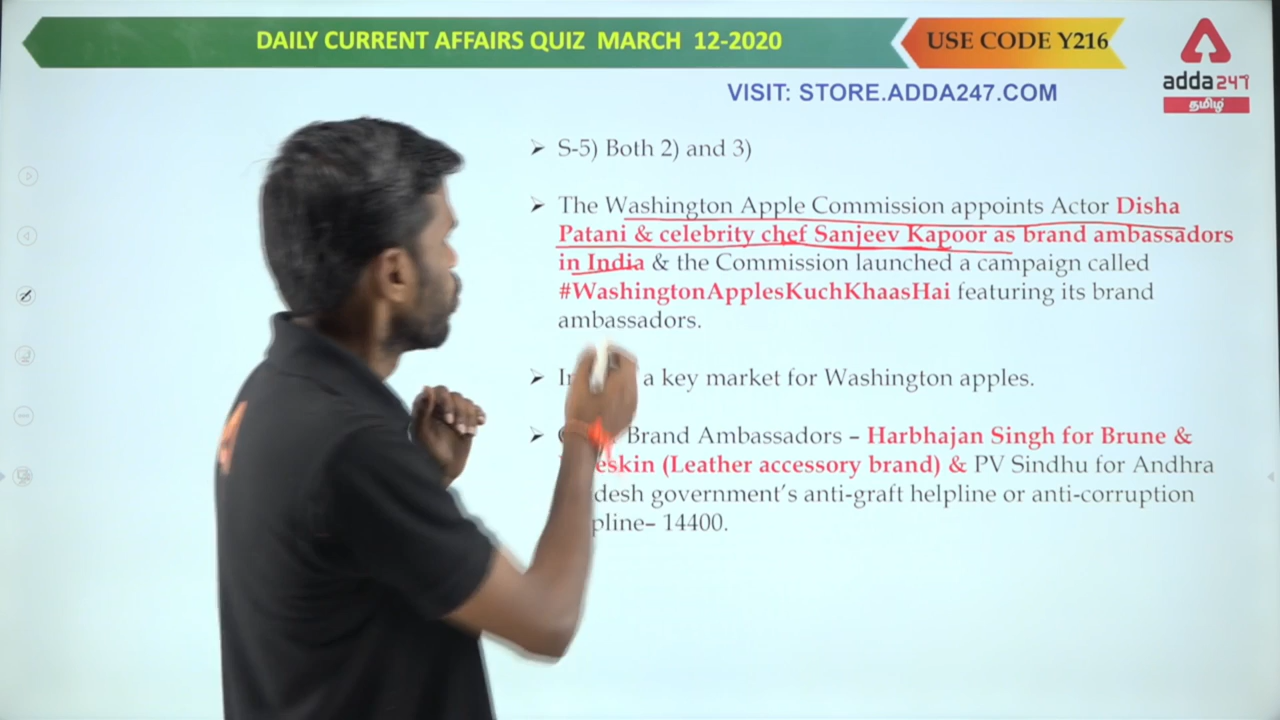 DAILY CURRENT AFFAIRS QUIZ MARCH 12-2020
USE CODE Y216
adda247
தமிழ்
VISIT: STORE.ADDA247.COM
S-5) Both 2) and 3)
The Washington Apple Commission appoints Actor Disha
Patani & celebrity chef Sanjeev Kapoor as brand ambassadors
in India & the Commission launched a campaign called
#WashingtonApplesKuchKhaasHai featuring its brand
ambassadors.
a key market for Washington apples.
Brand Ambassadors – Harbhajan Singh for Brune &
(Leather accessory brand) & PV Sindhu for Andhra
government's anti-graft helpline or anti-corruption
– 14400.